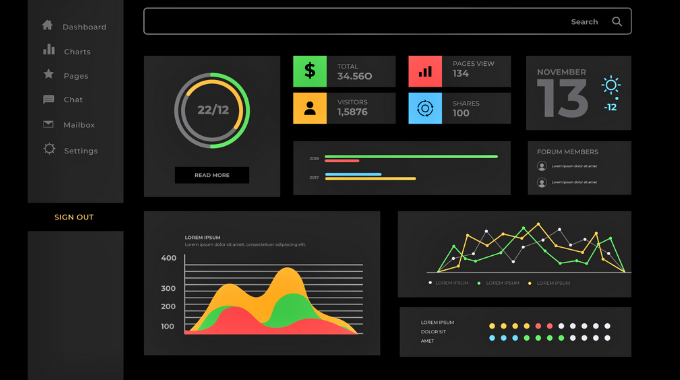 Search
Dashboard
Charts
Pages
Chat
Mailbox
Settings
SIGN OUT
22/12
READ MORE
$
TOTAL
34.56O
PAGES VIEW
134
VISITORS
1,5876
SHARES
100
NOVEMBER
13
-12
2017
FORUM MEMBERS
Lorem ipsum dolor sit amet
Lorem ipsum dolor sit amet
LOREM IPSUM
Lorem ipsum dolor sit amet, consectetuer adipiscing elit.
400
300
200
100
LOREM IPSUM
LOREM IPSUM
LOREM IPSUM
LOREM IPSUM
DOLOR SIT
AMET